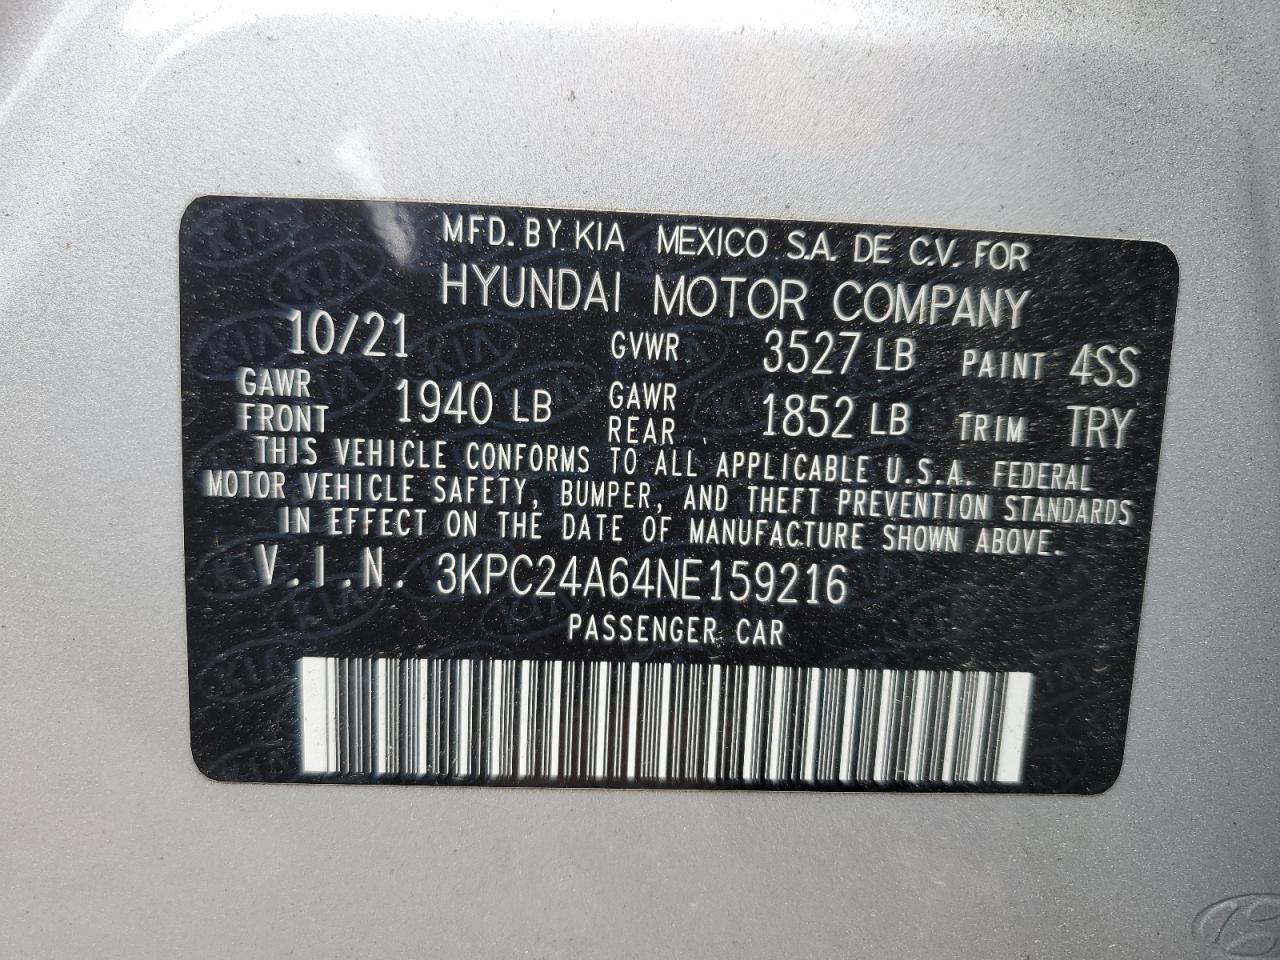 MFD. BY KIA MEXICO S.A. DE C.V. FOR
HYUNDAI MOTOR COMPANY
10/21 GVWR 3527 LB PAINT 4SS
GAWR FRONT 1940 LB GAWR REAR 1852 LB TRIM TRY
THIS VEHICLE CONFORMS TO ALL APPLICABLE U.S.A. FEDERAL
MOTOR VEHICLE SAFETY, BUMPER, AND THEFT PREVENTION STANDARDS
IN EFFECT ON THE DATE OF MANUFACTURE SHOWN ABOVE.
V.I.N. 3KPC24A64NE159216
PASSENGER CAR